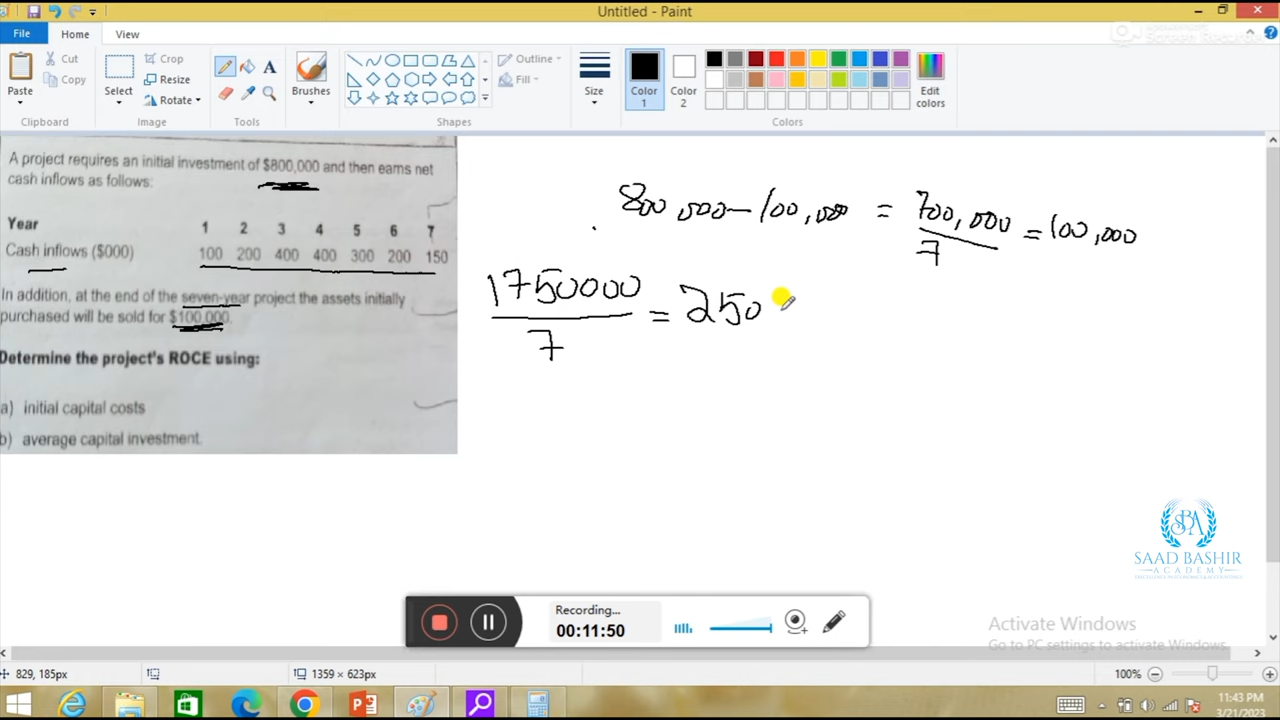 Untitled - Paint
File Home View
Paste Cut Copy Clipboard
Select Crop Resize Rotate Image
Tools
Brushes
Outline Fill Shapes
Size
Color 1
Color 2
Edit colors
Colors
A project requires an initial investment of $800,000 and then earns net
cash inflows as follows:
Year 1 2 3 4 5 6 7
Cash inflows ($000) 100 200 400 400 300 200 150
In addition, at the end of the seven-year project the assets initially
purchased will be sold for $100,000.
Determine the project's ROCE using:
a) initial capital costs
b) average capital investment.
800,000 - 100,000 = 700,000 / 7 = 100,000
1750000 / 7 = 250
SBA
SAAD BASHIR
ACADEMY
Recording...
00:11:50
Activate Windows
Go to PC settings to activate Windows.
829, 185px
1359 × 623px
100%
11:43 PM
3/21/2023